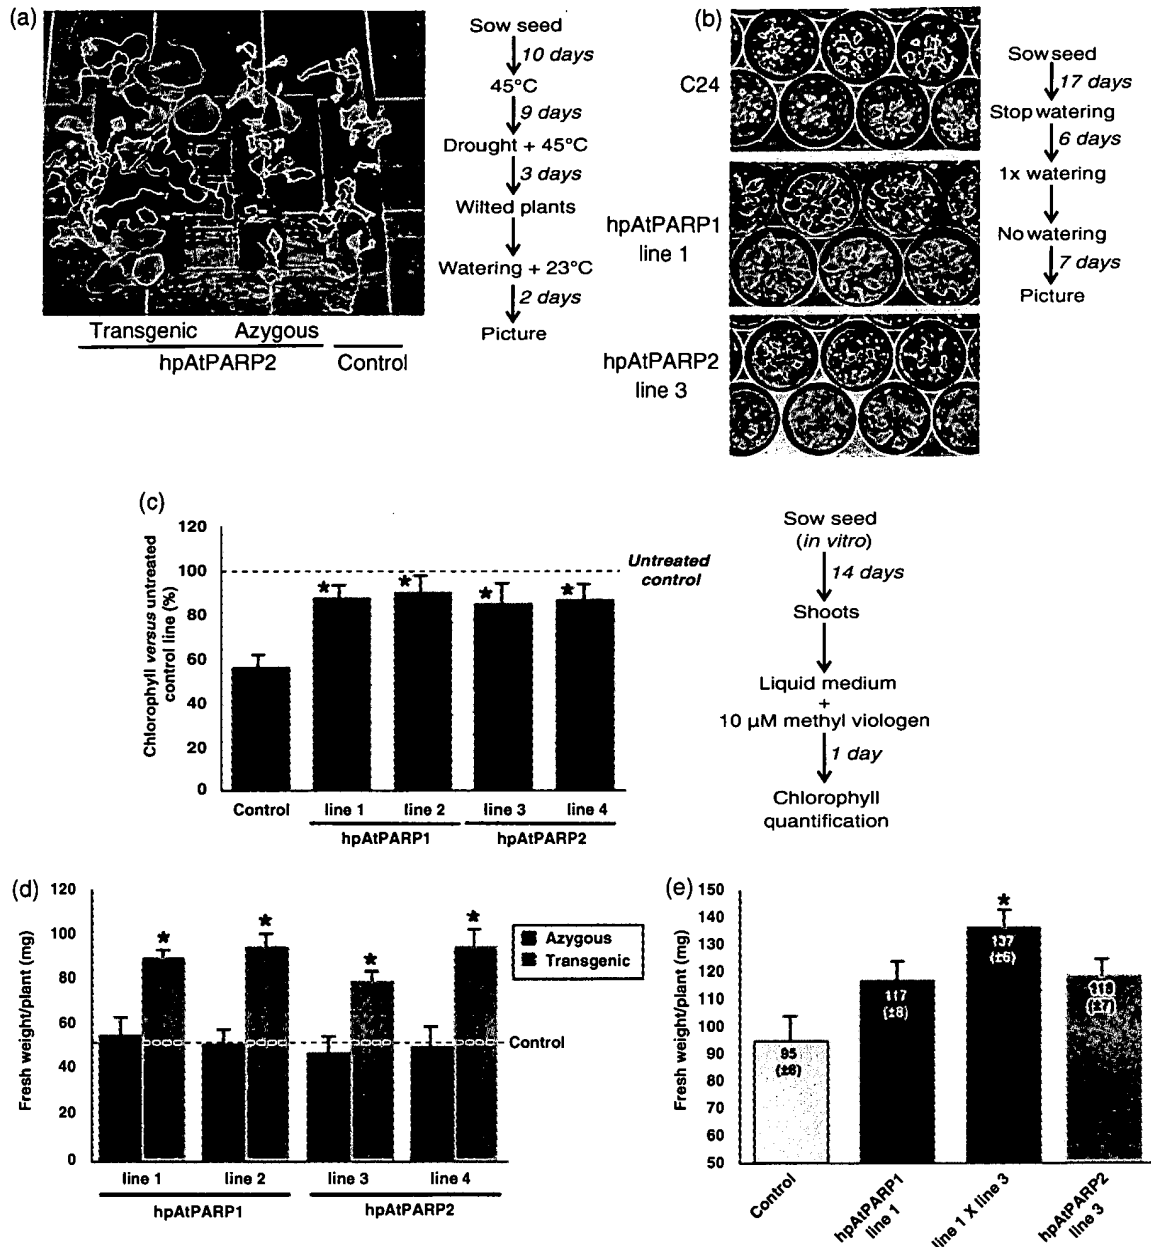 (a)
Sow seed
10 days
45°C
9 days
Drought + 45°C
3 days
Wilted plants
Watering + 23°C
2 days
Picture
Transgenic Azygous
hpAtPARP2 Control
(b)
C24
hpAtPARP1
line 1
hpAtPARP2
line 3
Sow seed
17 days
Stop watering
6 days
1x watering
No watering
7 days
Picture
(c)
Chlorophyll versus untreated
control line (%)
120
100
80
60
40
20
0
Untreated
control
Control line 1 line 2 line 3 line 4
hpAtPARP1 hpAtPARP2
Sow seed
(in vitro)
14 days
Shoots
Liquid medium
+
10 µM methyl viologen
1 day
Chlorophyll
quantification
(d)
Fresh weight/plant (mg)
120
100
80
60
40
20
0
Azygous
Transgenic
Control
line 1 line 2 line 3 line 4
hpAtPARP1 hpAtPARP2
(e)
Fresh weight/plant (mg)
150
140
130
120
110
100
90
80
70
60
50
95
117
(±8)
137
(±6)
(±7)
Control
hpAtPARP1
line 1
line 1 X line 3
hpAtPARP2
line 3